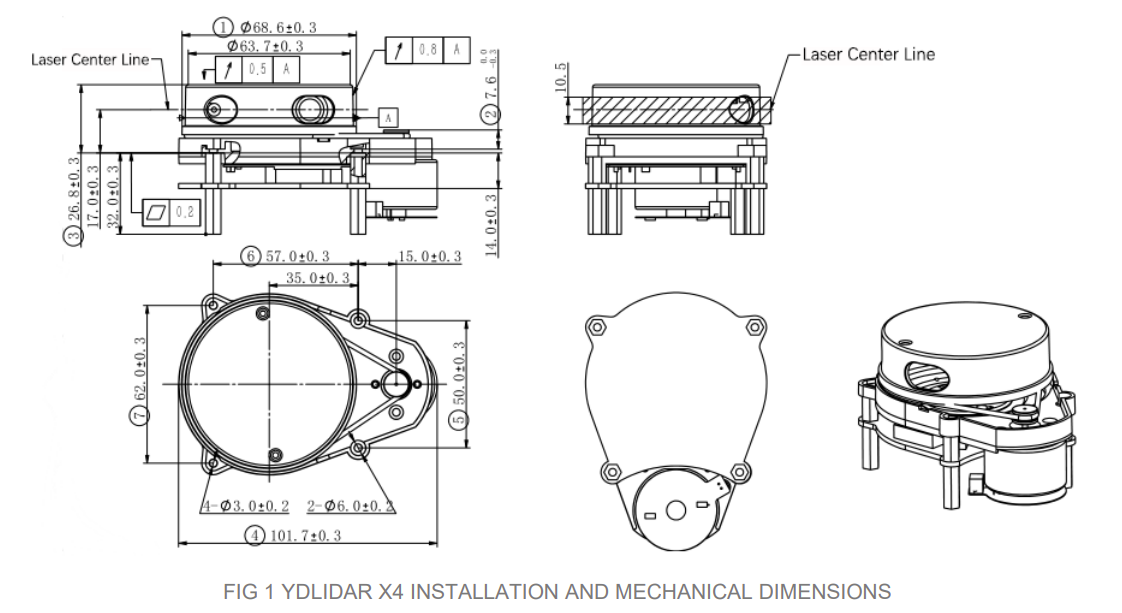 ① Ø68.6±0.3
Ø63.7±0.3
Laser Center Line
0.5 A
0.8 A
A
② 7.6 0.0 -0.3
③ 26.8±0.3
17.0±0.3
32.0±0.3
0.2
14.0±0.3
10.5
Laser Center Line
⑥ 57.0±0.3
15.0±0.3
35.0±0.3
⑦ 62.0±0.3
⑤ 50.0±0.3
4-Ø3.0±0.2
2-Ø6.0±0.2
④ 101.7±0.3
FIG 1 YDLIDAR X4 INSTALLATION AND MECHANICAL DIMENSIONS